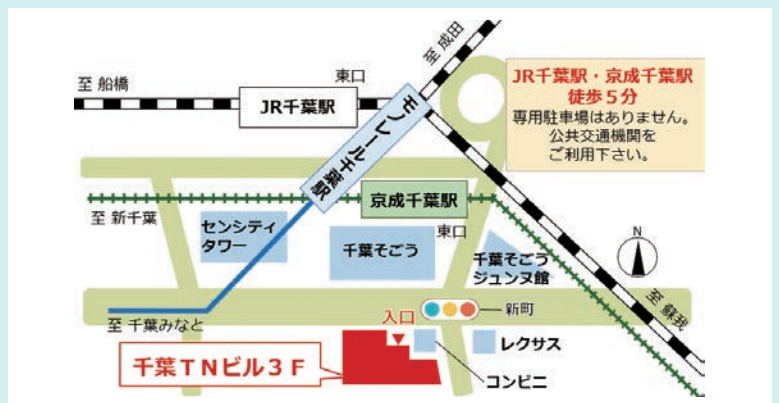 至 成田
東口
至 船橋
JR千葉駅
モノレール千葉駅
JR千葉駅・京成千葉駅
徒歩5分
専用駐車場はありません。
公共交通機関を
ご利用下さい。
京成千葉駅
至 新千葉
東口
センシティ
タワー
千葉そごう
千葉そごう
ジュンヌ館
N
至 蘇我
至 千葉みなと
新町
入口
レクサス
千葉TNビル3F
コンビニ